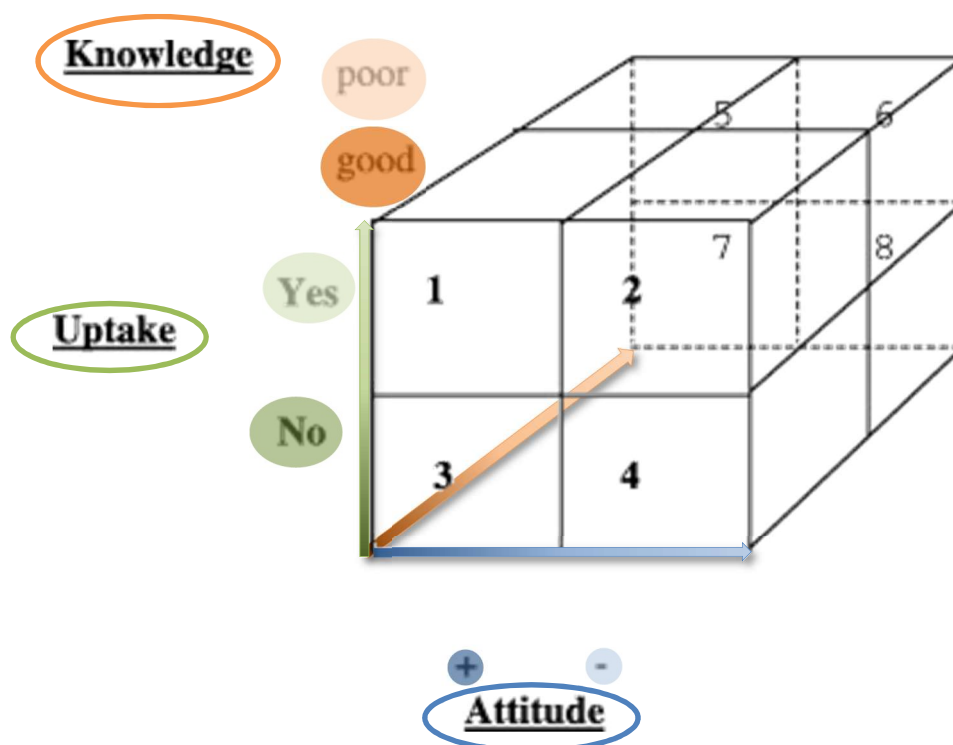 Knowledge
poor
good
5 6
7 8
Yes
1 2
Uptake
No
3 4
+ -
Attitude